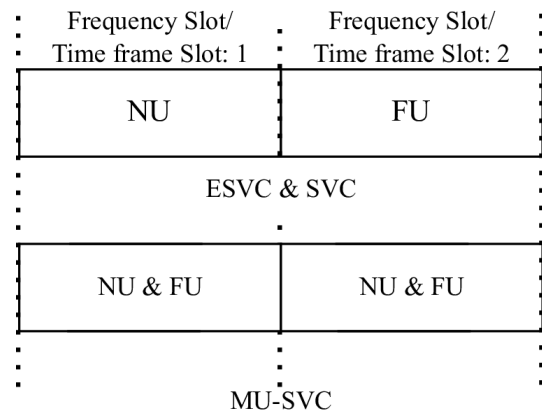 Frequency Slot/
Time frame Slot: 1
Frequency Slot/
Time frame Slot: 2
NU
FU
ESVC & SVC
NU & FU
NU & FU
MU-SVC